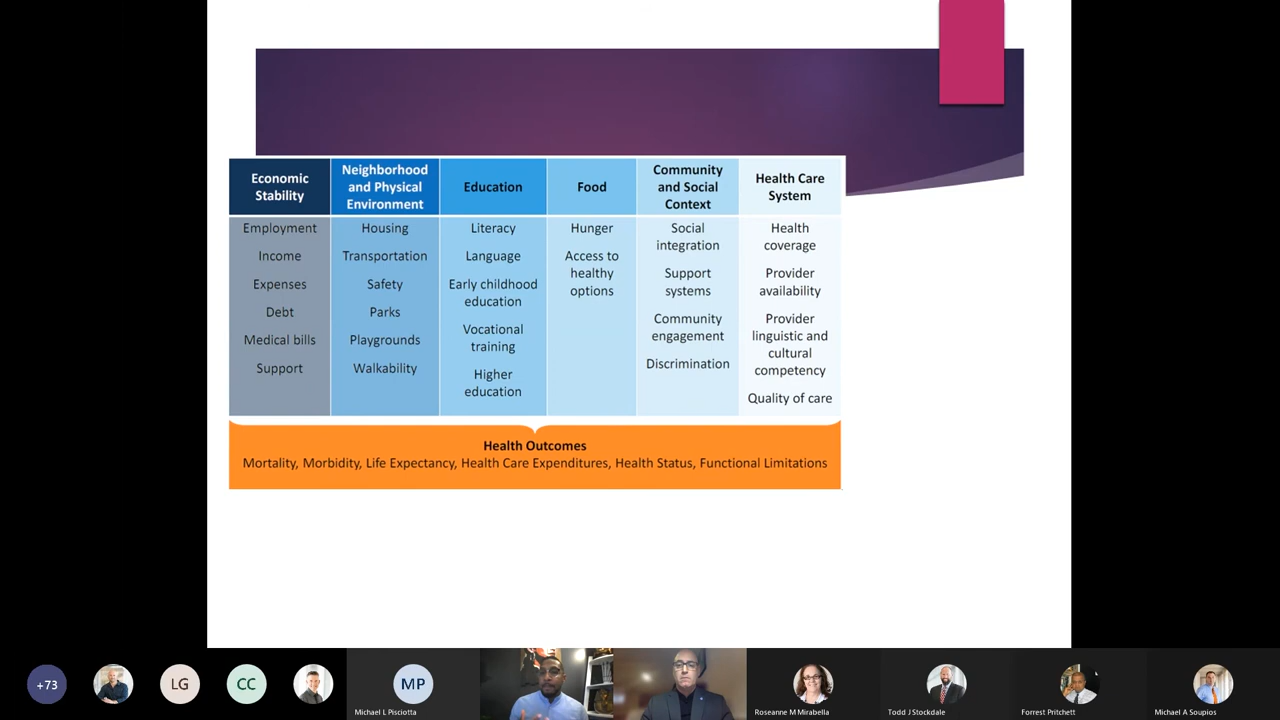 Economic
Stability
Employment
Income
Expenses
Debt
Medical bills
Support
Neighborhood
and Physical
Environment
Housing
Transportation
Safety
Parks
Playgrounds
Walkability
Education
Literacy
Language
Early childhood
education
Vocational
training
Higher
education
Food
Hunger
Access to
healthy
options
Community
and Social
Context
Social
integration
Support
systems
Community
engagement
Discrimination
Health Care
System
Health
coverage
Provider
availability
Provider
linguistic and
cultural
competency
Quality of care
Health Outcomes
Mortality, Morbidity, Life Expectancy, Health Care Expenditures, Health Status, Functional Limitations
+73
LG
CC
MP
Michael L Pisciotta
Roseanne M Mirabella
Todd J Stockdale
Forrest Pritchett
Michael A Soupios